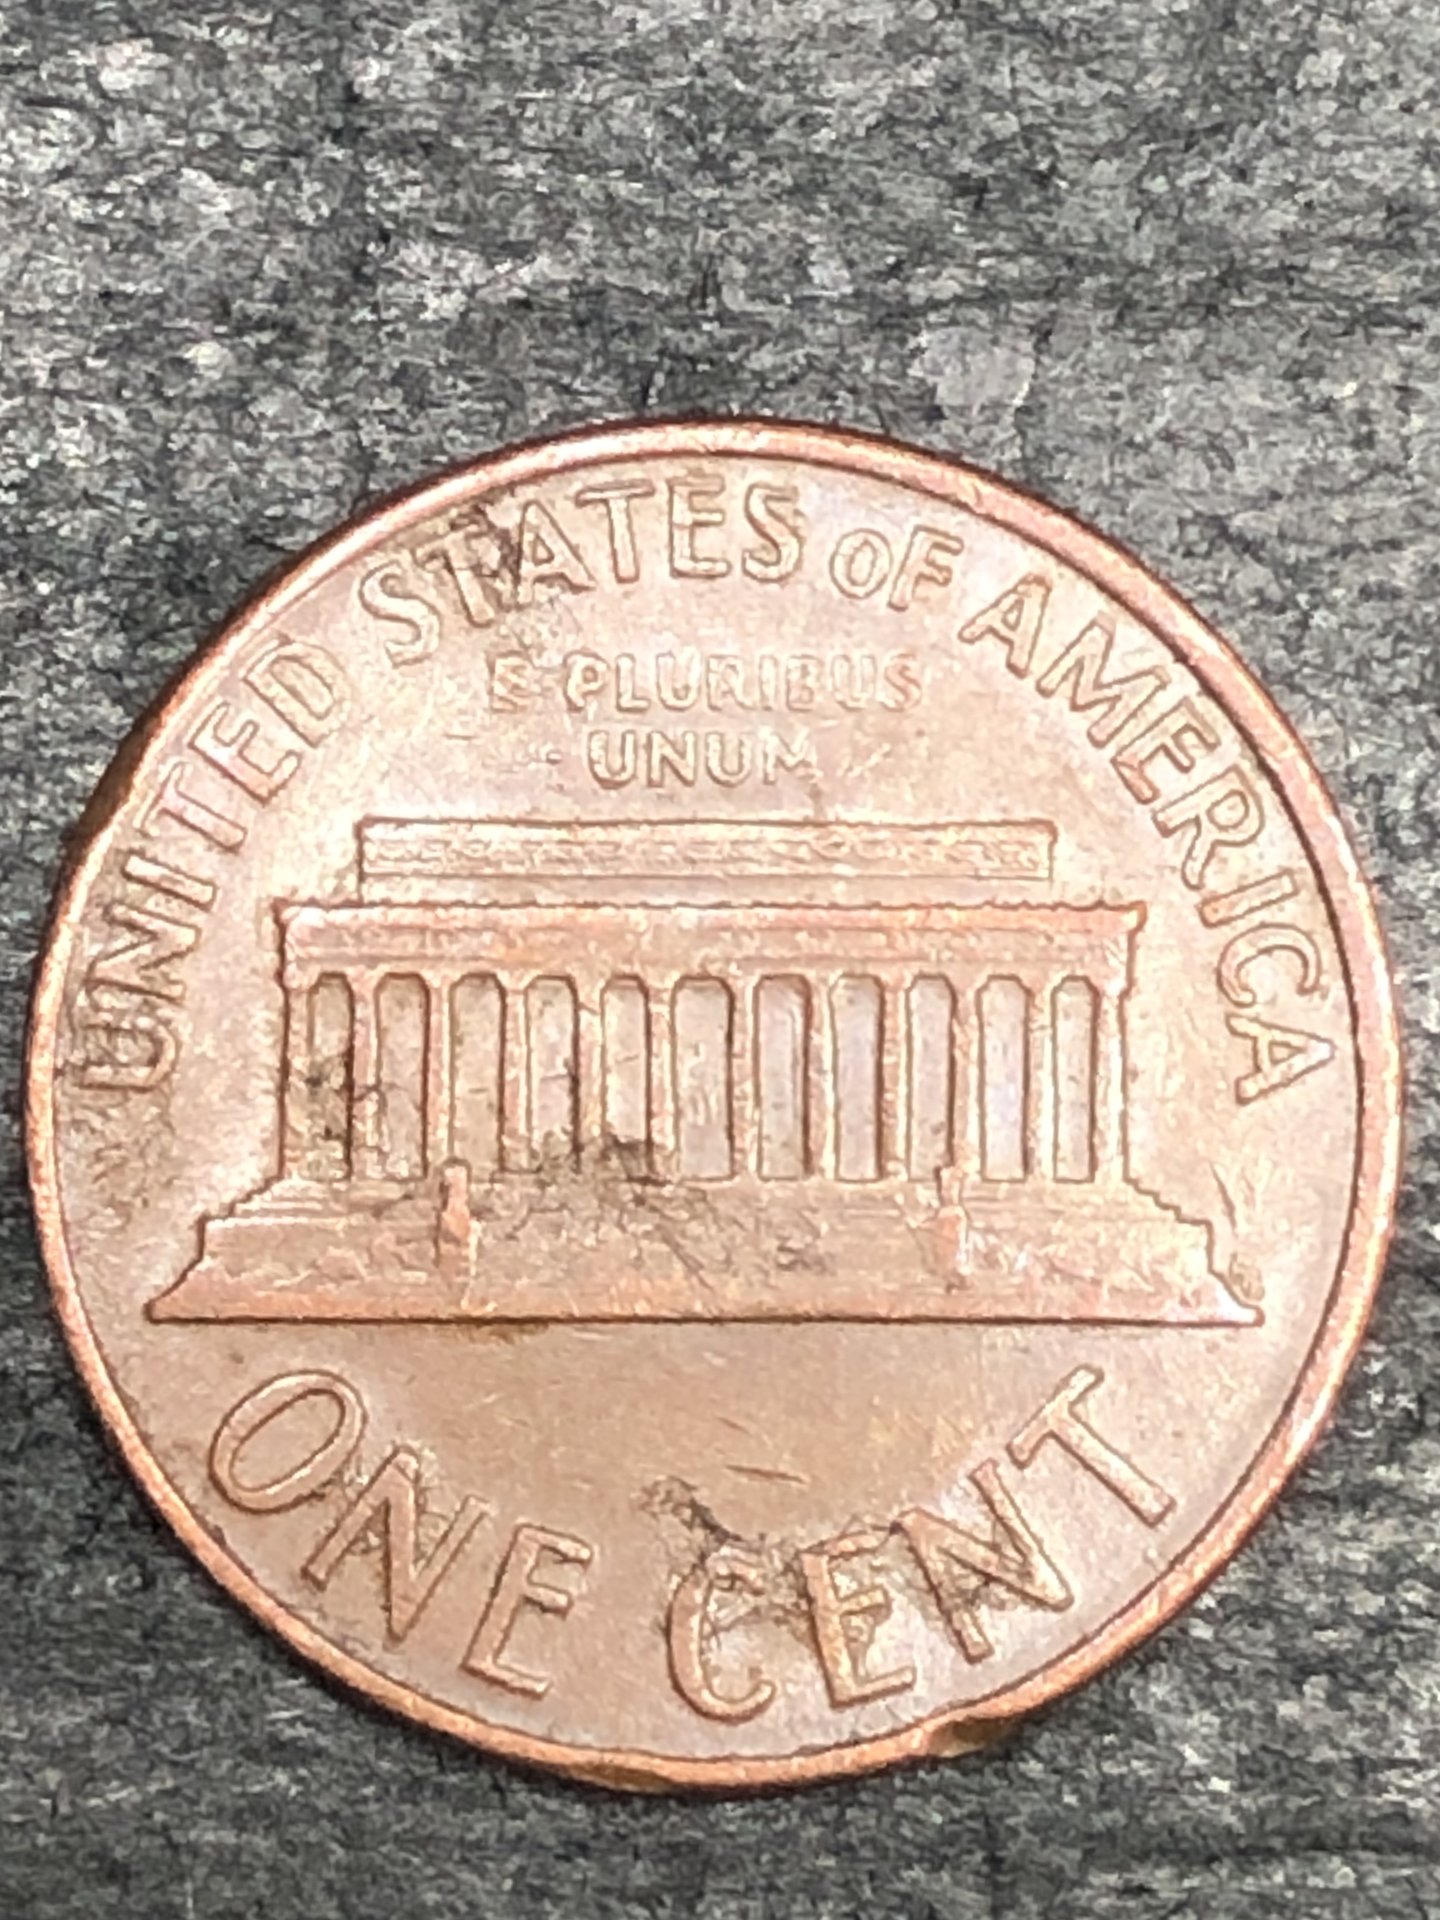 UNITED STATES OF AMERICA
E PLURIBUS
UNUM
ONE CENT